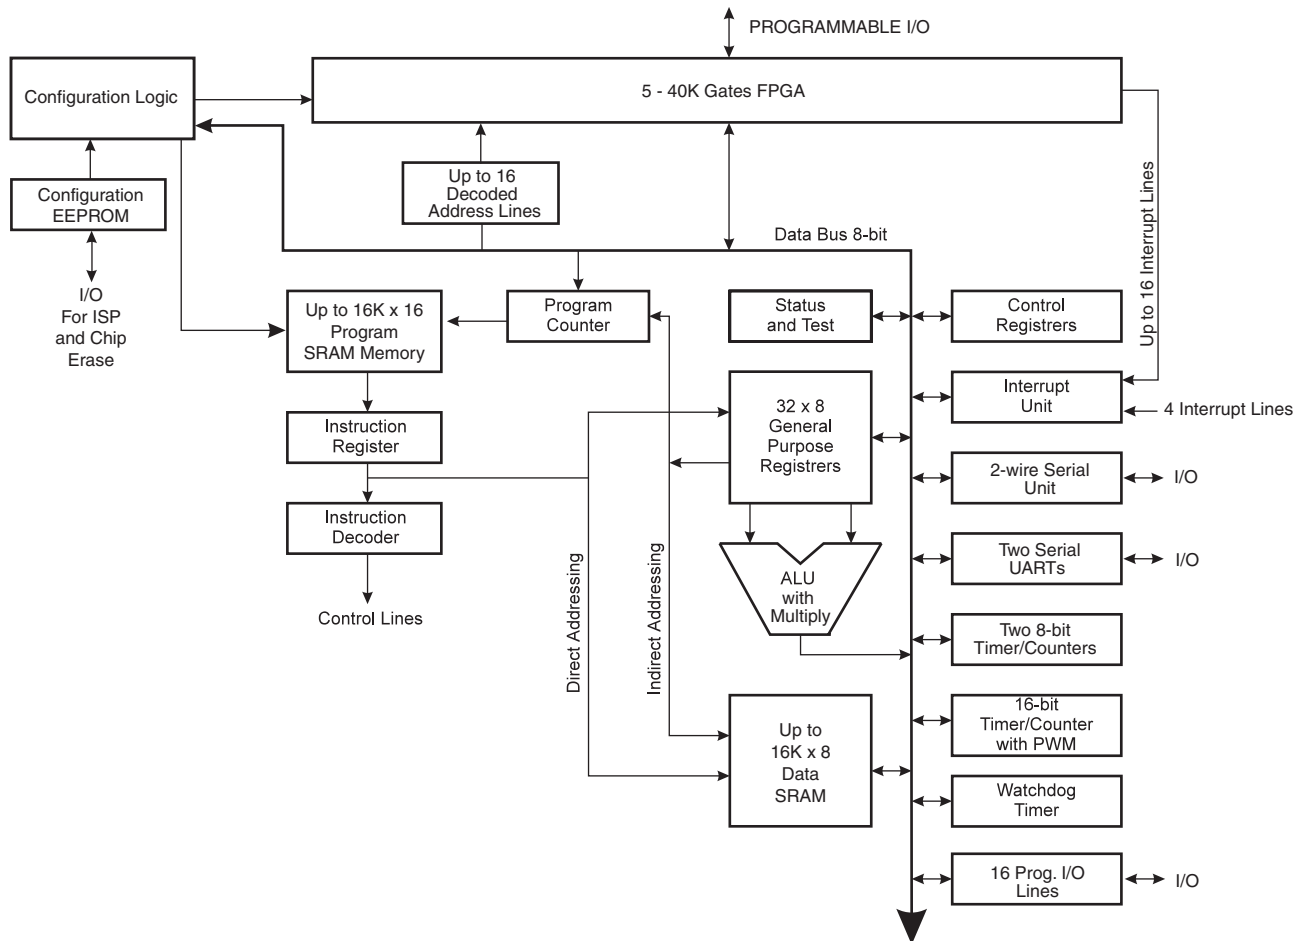 PROGRAMMABLE I/O
Configuration Logic
5 - 40K Gates FPGA
Up to 16
Decoded
Address Lines
Configuration
EEPROM
Data Bus 8-bit
Up to 16 Interrupt Lines
I/O
For ISP
and Chip
Erase
Up to 16K x 16
Program
SRAM Memory
Program
Counter
Status
and Test
Control
Registrers
Interrupt
Unit
4 Interrupt Lines
32 x 8
General
Purpose
Registrers
Instruction
Register
2-wire Serial
Unit
I/O
Instruction
Decoder
Two Serial
UARTs
I/O
ALU
with
Multiply
Control Lines
Direct Addressing
Indirect Addressing
Two 8-bit
Timer/Counters
16-bit
Timer/Counter
with PWM
Up to
16K x 8
Data
SRAM
Watchdog
Timer
16 Prog. I/O
Lines
I/O